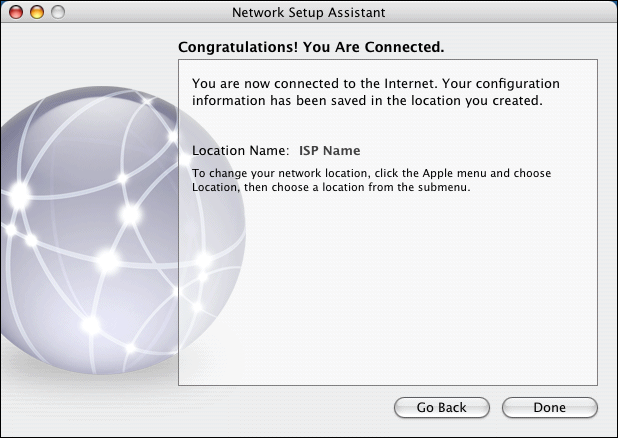 Network Setup Assistant
Congratulations! You Are Connected.
You are now connected to the Internet. Your configuration
information has been saved in the location you created.
Location Name: ISP Name
To change your network location, click the Apple menu and choose
Location, then choose a location from the submenu.
Go Back Done